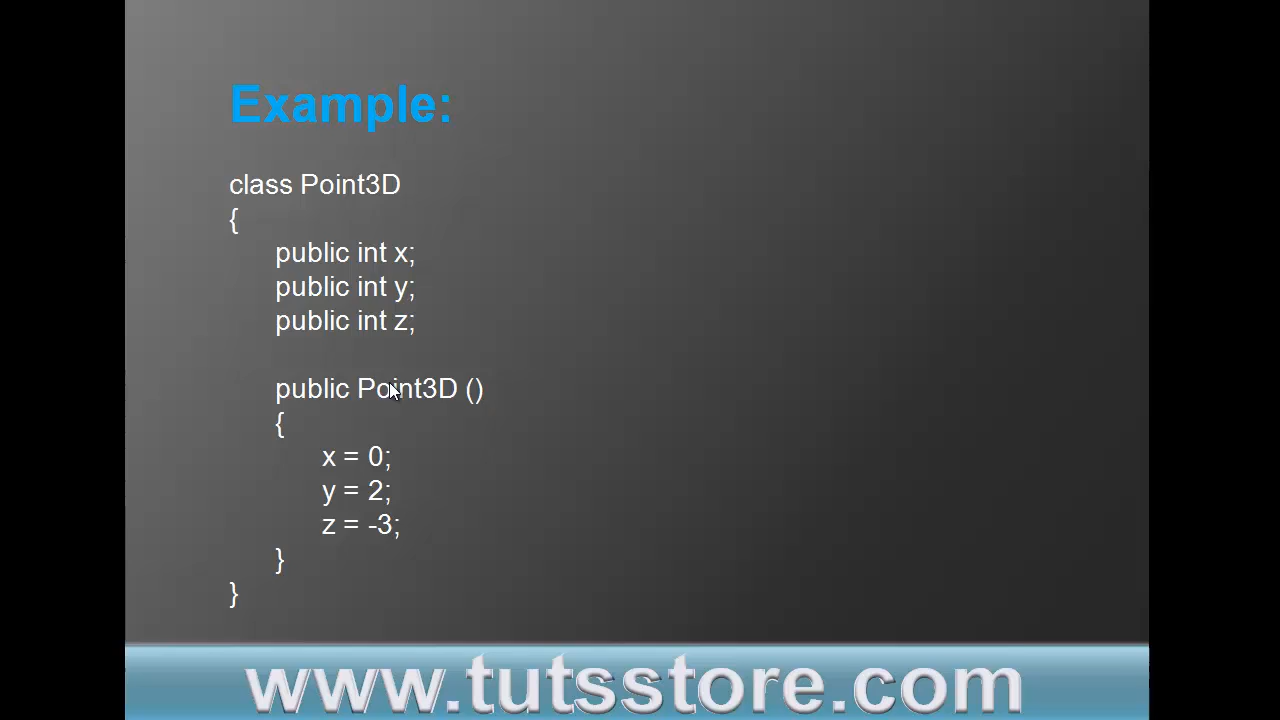 Example:
class Point3D
{
public int x;
public int y;
public int z;
public Point3D ()
{
x = 0;
y = 2;
z = -3;
}
}
www.tutsstore.com